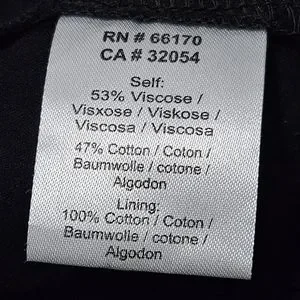 RN # 66170
CA # 32054
Self:
53% Viscose /
Visxose / Viskose /
Viscosa / Viscosa
47% Cotton / Coton /
Baumwolle / cotone /
Algodon
Lining:
100% Cotton / Coton /
Baumwolle / cotone /
Algodon